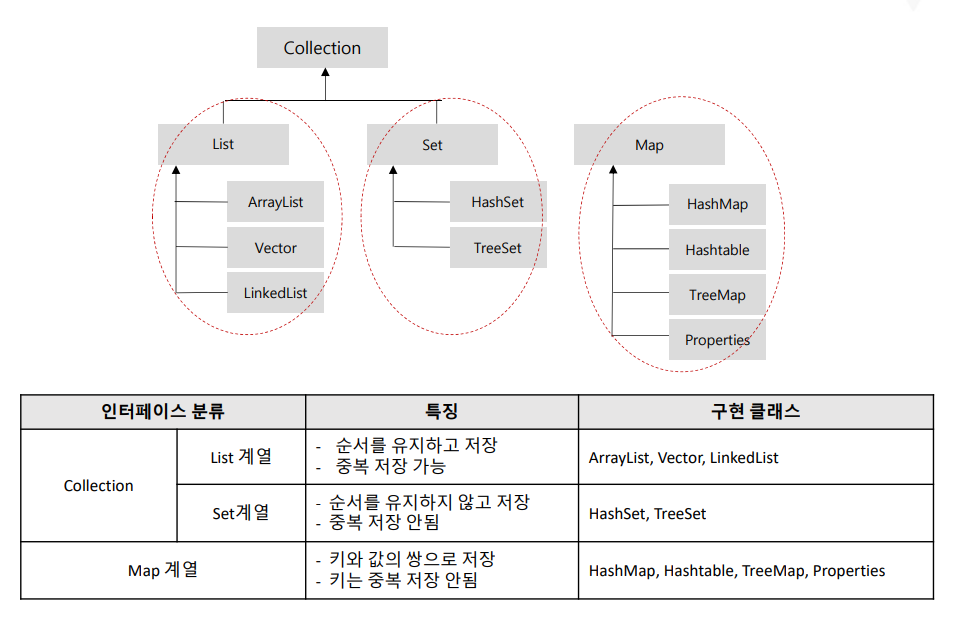 Collection
List
Set
Map
ArrayList
Vector
LinkedList
HashSet
TreeSet
HashMap
Hashtable
TreeMap
Properties
인터페이스 분류 특징 구현 클래스
Collection
List 계열
- 순서를 유지하고 저장
- 중복 저장 가능
ArrayList, Vector, LinkedList
Set계열
- 순서를 유지하지 않고 저장
- 중복 저장 안됨
HashSet, TreeSet
Map 계열
- 키와 값의 쌍으로 저장
- 키는 중복 저장 안됨
HashMap, Hashtable, TreeMap, Properties